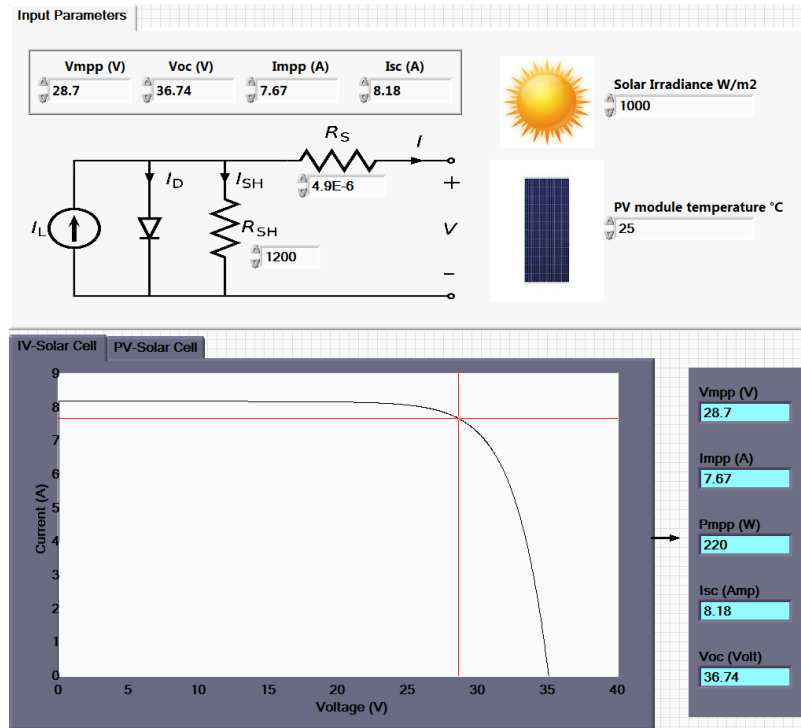 Input Parameters
Vmpp (V) Voc (V) Impp (A) Isc (A)
28.7 36.74 7.67 8.18
Solar Irradiance W/m2
1000
RS I
ID ISH 4.9E-6 +
IL RSH V
1200 −
PV module temperature °C
25
IV-Solar Cell PV-Solar Cell
9
8
7
6
5
4
3
2
1
0
Current (A)
0 5 10 15 20 25 30 35 40
Voltage (V)
Vmpp (V)
28.7
Impp (A)
7.67
Pmpp (W)
220
Isc (Amp)
8.18
Voc (Volt)
36.74